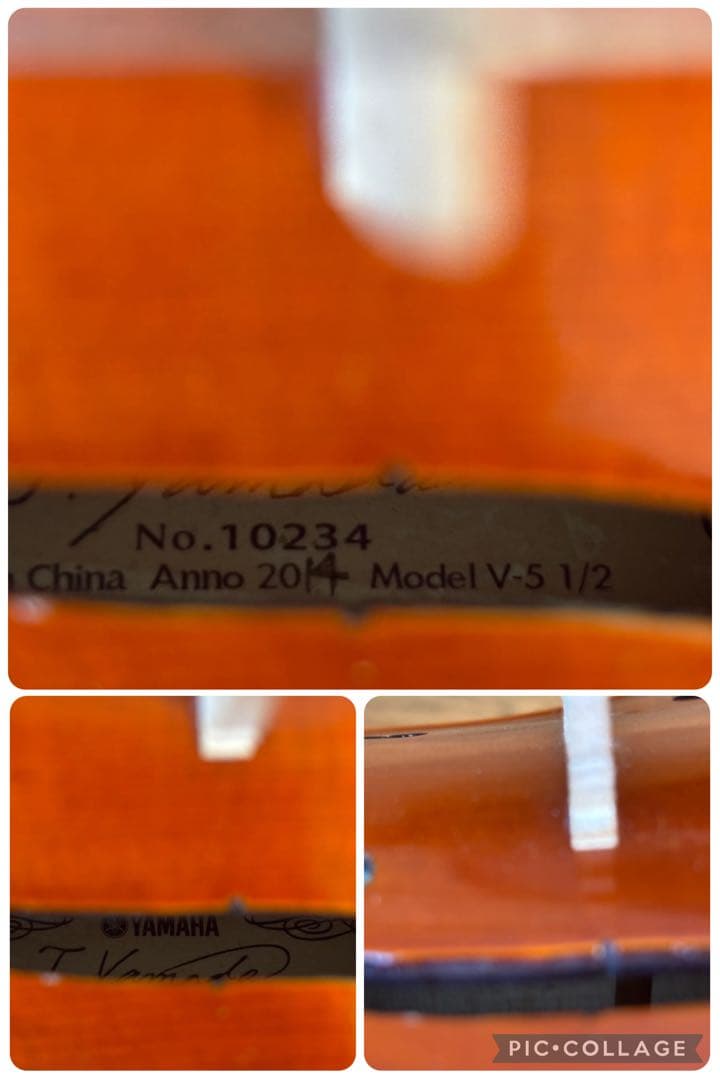 No.10234
China Anno 2014 Model V-5 1/2
YAMAHA
PIC•COLLAGE